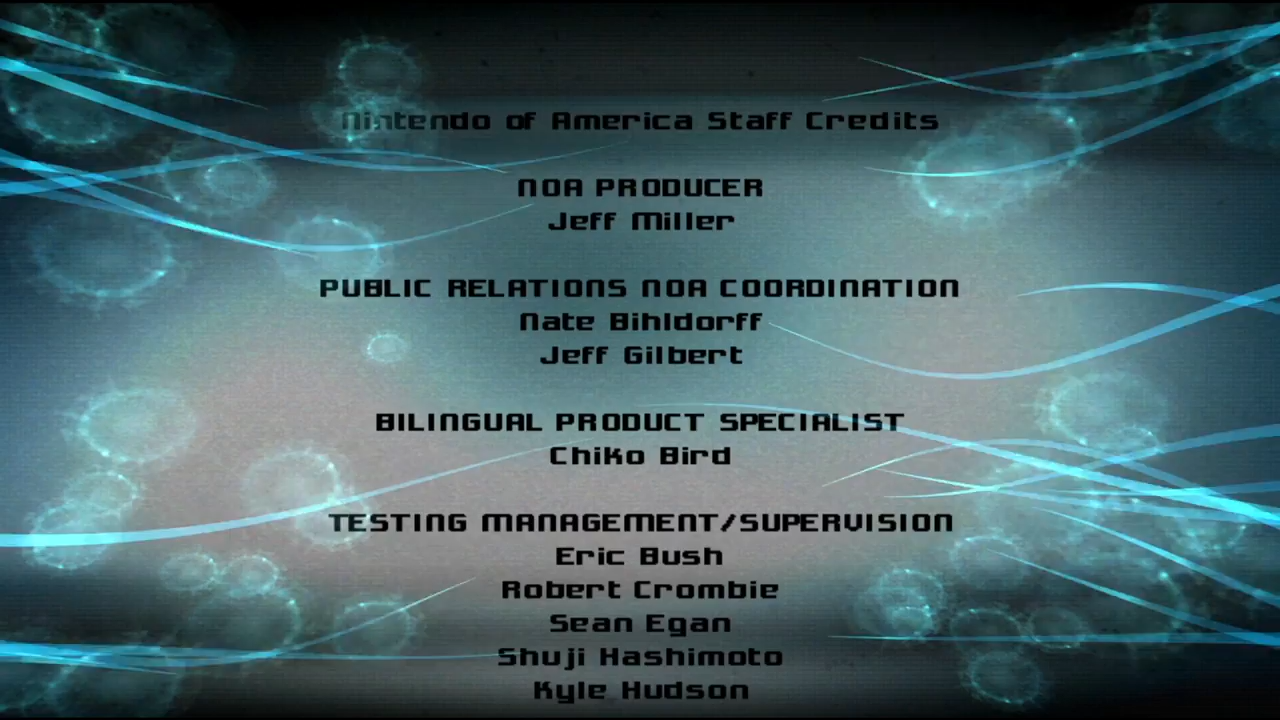 Nintendo of America Staff Credits
NOA PRODUCER
Jeff Miller
PUBLIC RELATIONS NOA COORDINATION
Nate Bihldorff
Jeff Gilbert
BILINGUAL PRODUCT SPECIALIST
Chiko Bird
TESTING MANAGEMENT/SUPERVISION
Eric Bush
Robert Crombie
Sean Egan
Shuji Hashimoto
Kyle Hudson